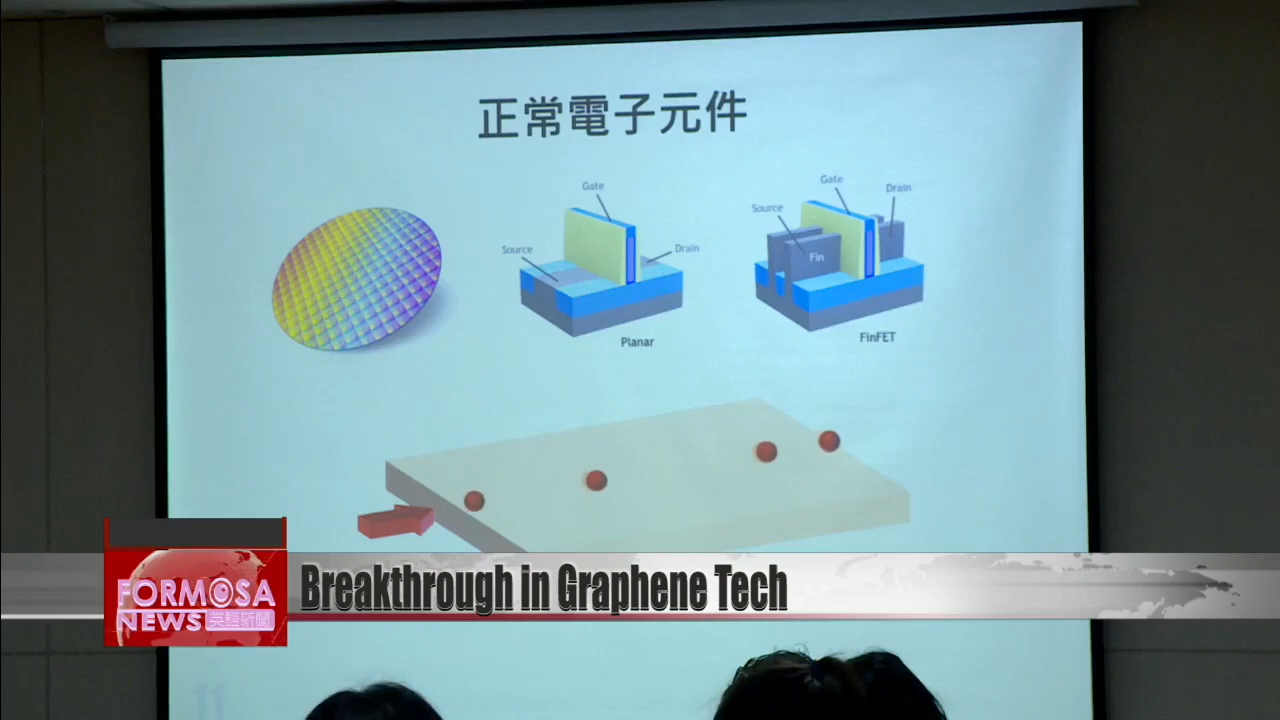 正常電子元件
Gate
Source
Drain
Planar
Gate
Drain
Source
Fin
FinFET
Breakthrough in Graphene Tech
FORMOSA
NEWS 英語新聞
11